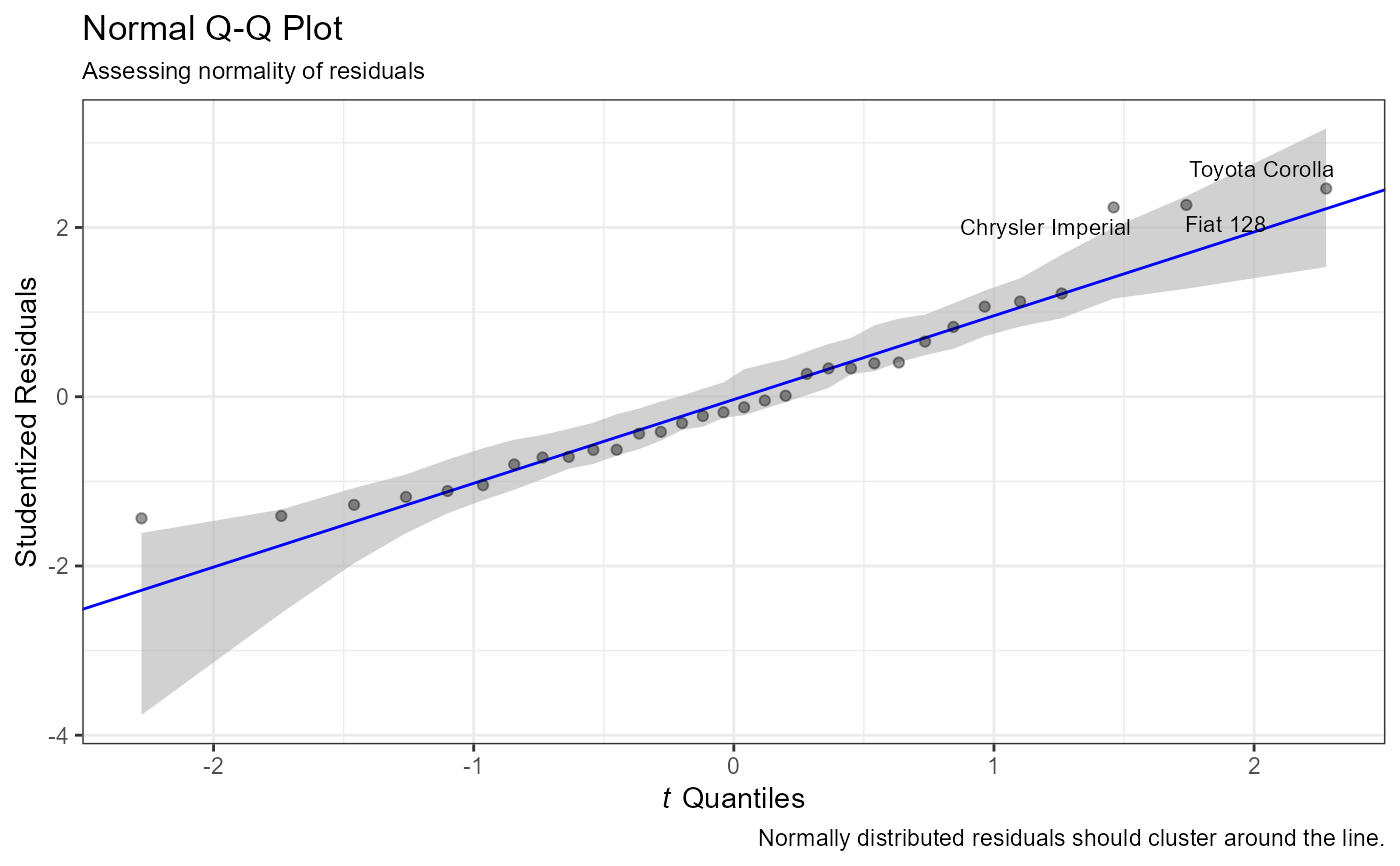 Normal Q-Q Plot
Assessing normality of residuals
Toyota Corolla
Chrysler Imperial
Fiat 128
Studentized Residuals
2
0
-2
-4
-2
-1
0
1
2
t Quantiles
Normally distributed residuals should cluster around the line.